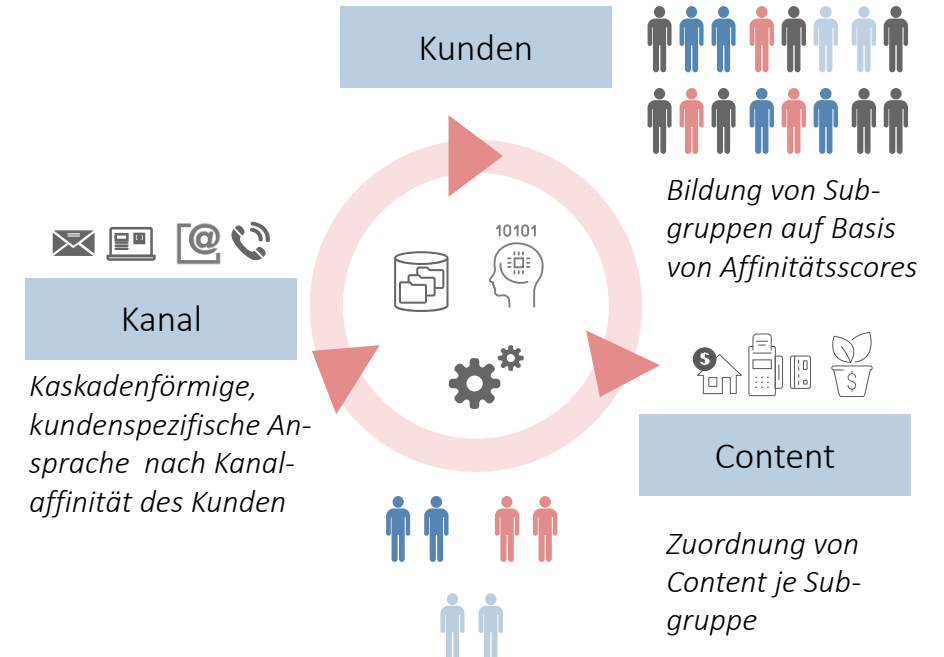 Kunden
Bildung von Sub-
gruppen auf Basis
von Affinitätsscores
10101
@
Kanal
Kaskadenförmige,
kundenspezifische An-
sprache  nach Kanal-
affinität des Kunden
$
$
Content
Zuordnung von
Content je Sub-
gruppe